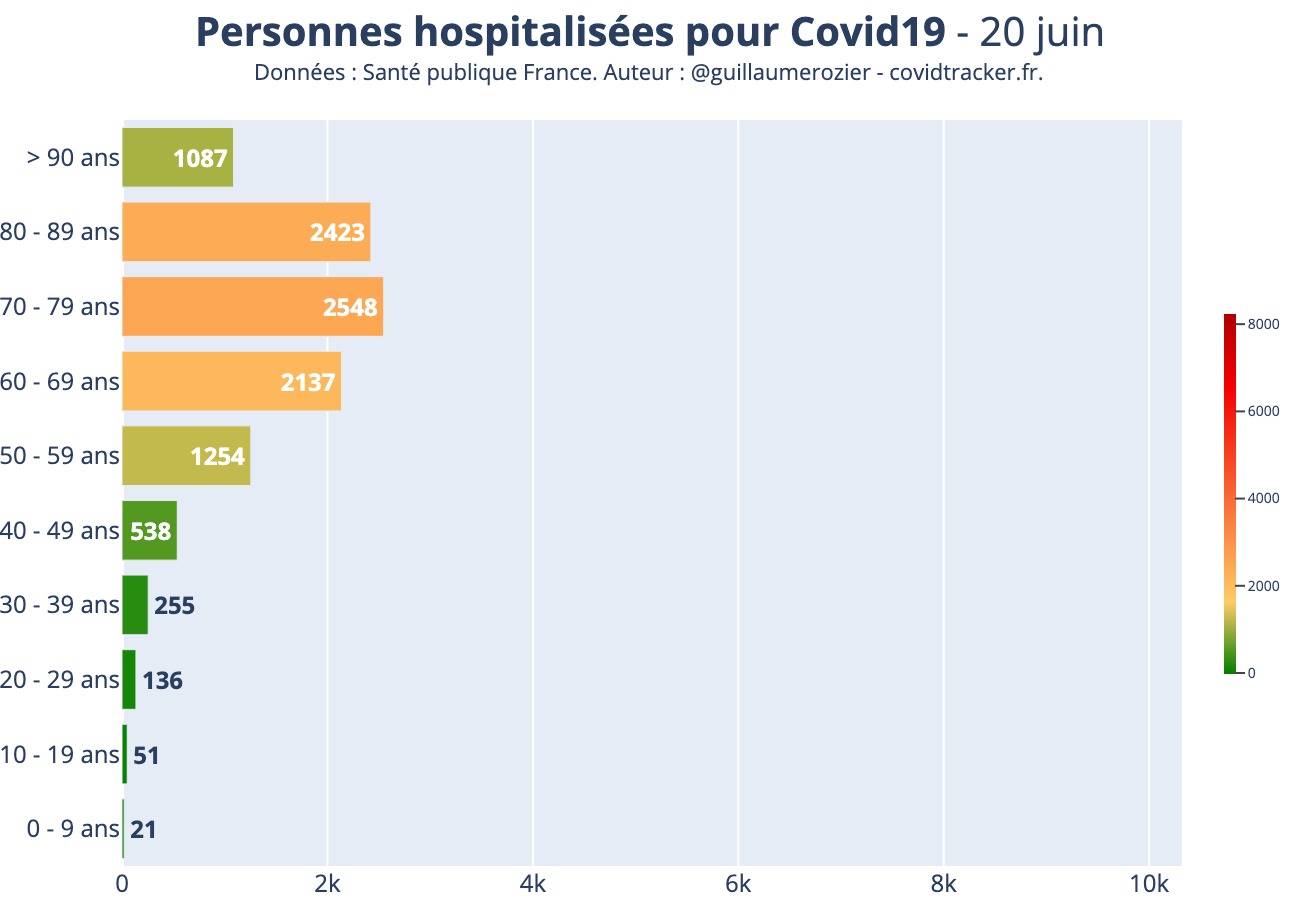 Personnes hospitalisées pour Covid19 - 20 juin
Données : Santé publique France. Auteur : @guillaumerozier - covidtracker.fr.
> 90 ans 1087
80 - 89 ans 2423
70 - 79 ans 2548
60 - 69 ans 2137
50 - 59 ans 1254
40 - 49 ans 538
30 - 39 ans 255
20 - 29 ans 136
10 - 19 ans 51
0 - 9 ans 21
0 2k 4k 6k 8k 10k
8000
6000
4000
2000
0